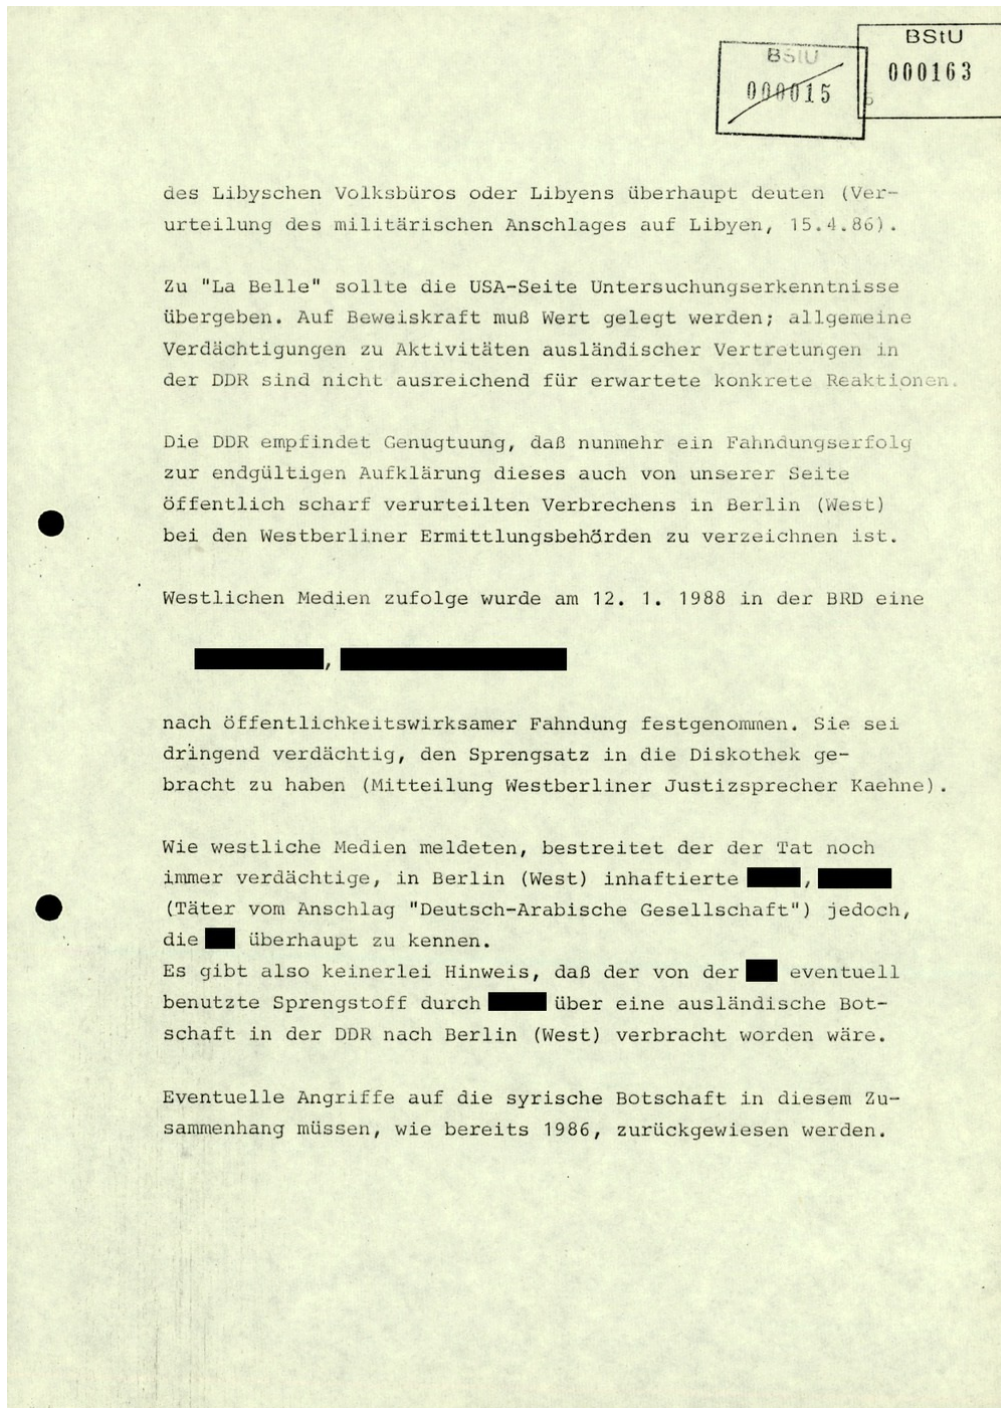 BStU
000015
BStU
000163
des Libyschen Volksbüros oder Libyens überhaupt deuten (Ver-
urteilung des militärischen Anschlages auf Libyen, 15.4.86).
Zu "La Belle" sollte die USA-Seite Untersuchungserkenntnisse
übergeben. Auf Beweiskraft muß Wert gelegt werden; allgemeine
Verdächtigungen zu Aktivitäten ausländischer Vertretungen in
der DDR sind nicht ausreichend für erwartete konkrete Reaktionen.
Die DDR empfindet Genugtuung, daß nunmehr ein Fahndungserfolg
zur endgültigen Aufklärung dieses auch von unserer Seite
öffentlich scharf verurteilten Verbrechens in Berlin (West)
bei den Westberliner Ermittlungsbehörden zu verzeichnen ist.
Westlichen Medien zufolge wurde am 12. 1. 1988 in der BRD eine
,
nach öffentlichkeitswirksamer Fahndung festgenommen. Sie sei
dringend verdächtig, den Sprengsatz in die Diskothek ge-
bracht zu haben (Mitteilung Westberliner Justizsprecher Kaehne).
Wie westliche Medien meldeten, bestreitet der der Tat noch
immer verdächtige, in Berlin (West) inhaftierte ,
(Täter vom Anschlag "Deutsch-Arabische Gesellschaft") jedoch,
die überhaupt zu kennen.
Es gibt also keinerlei Hinweis, daß der von der eventuell
benutzte Sprengstoff durch über eine ausländische Bot-
schaft in der DDR nach Berlin (West) verbracht worden wäre.
Eventuelle Angriffe auf die syrische Botschaft in diesem Zu-
sammenhang müssen, wie bereits 1986, zurückgewiesen werden.